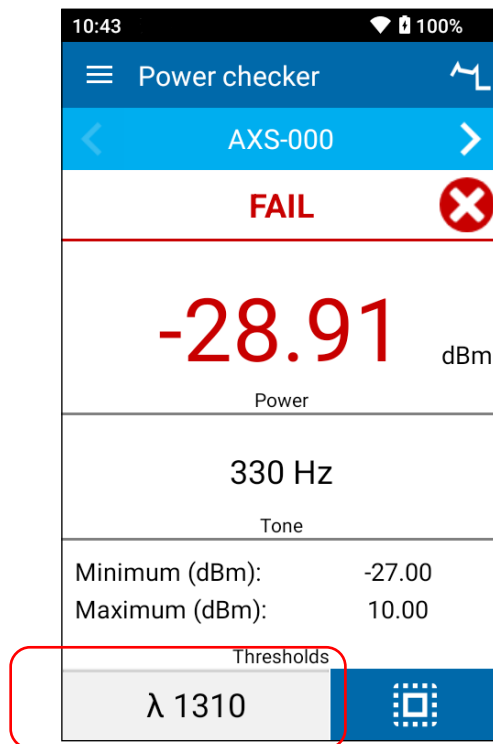 10:43 100%
Power checker
AXS-000
FAIL
-28.91 dBm
Power
330 Hz
Tone
Minimum (dBm): -27.00
Maximum (dBm): 10.00
Thresholds
λ 1310